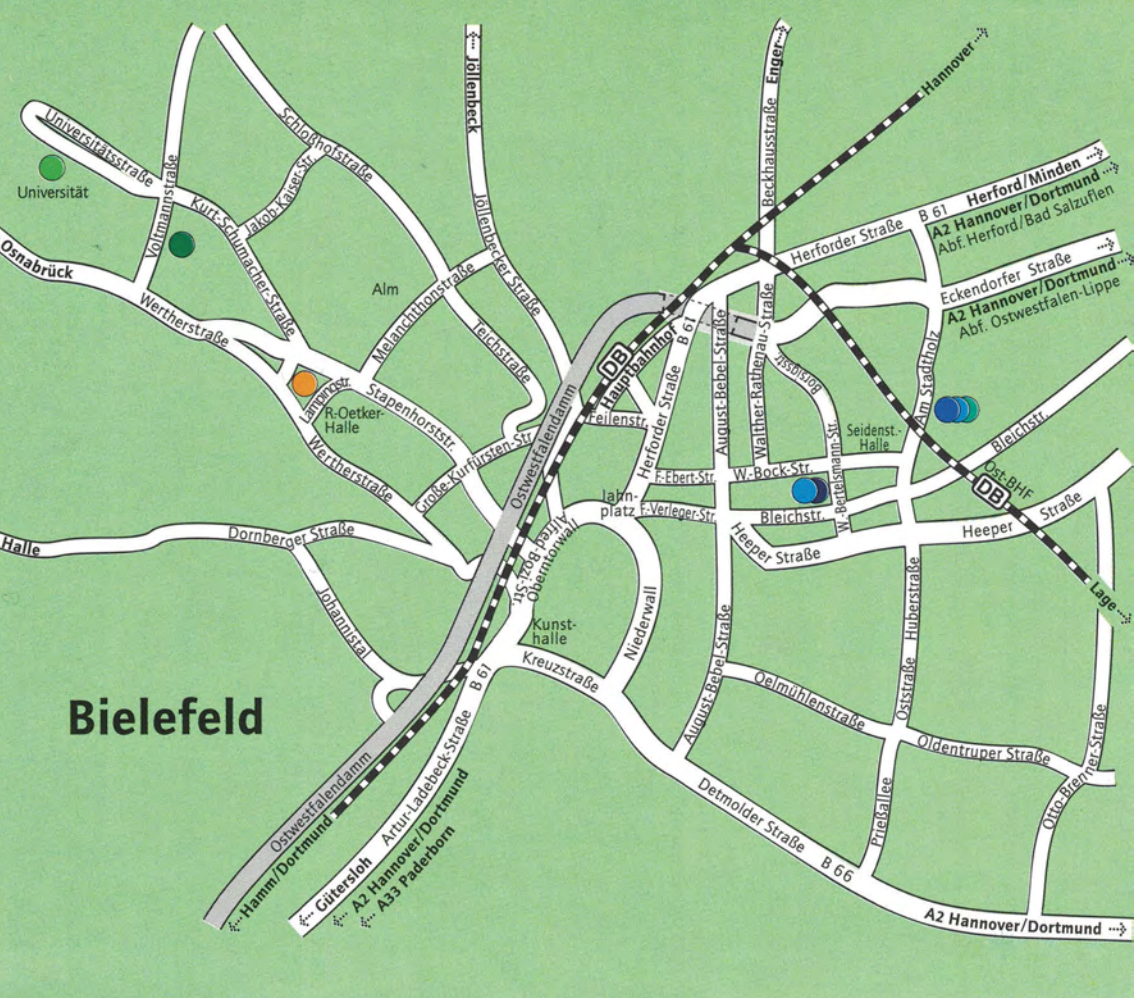 Jöllenbeck
Enger
Hannover
Universitätsstraße
Universität
Voltmannstraße
Schloßhofstraße
Jakob-Kaiser-Str.
Kurt-Schumacher-Straße
Jöllenbecker Straße
Beckhausstraße
Herforder Straße
B 61
Herford/Minden
A2 Hannover/Dortmund
Abf. Herford/Bad Salzuflen
Eckendorfer Straße
A2 Hannover/Dortmund
Abf. Ostwestfalen-Lippe
Osnabrück
Wertherstraße
Alm
Melanchthonstraße
Teichstraße
Lampingstr.
R-Oetker-
Halle
Stapenhorststr.
Wertherstraße
Große-Kurfürsten-Str.
Ostwestfalendamm
DB
Hauptbahnhof
B 61
Feilenstr.
Herforder Straße
August-Bebel-Straße
Walther-Rathenau-Straße
Borsigstr.
Am Stadtholz
Seidenst.-
Halle
F.-Ebert-Str.
W.-Bock-Str.
W.-Bertelsmann-Str.
Bleichstr.
Ost-BHF
DB
Jahn-
platz
F.-Verleger-Str.
Bleichstr.
Heeper Straße
Heeper Straße
Lage
Halle
Dornberger Straße
Johannistal
Alfred-Bozi-Str.
Oberntorwall
Kunst-
halle
Niederwall
Kreuzstraße
August-Bebel-Straße
Huberstraße
Oststraße
Oelmühlenstraße
Oldentruper Straße
Otto-Brenner-Straße
Prießallee
Detmolder Straße
B 66
A2 Hannover/Dortmund
Bielefeld
B 61
Artur-Ladebeck-Straße
Ostwestfalendamm
Hamm/Dortmund
Gütersloh
A2 Hannover/Dortmund
A33 Paderborn